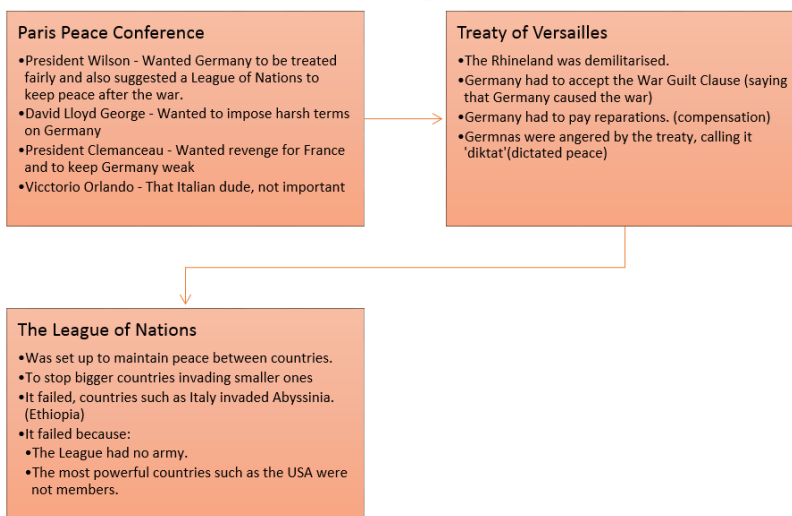 Paris Peace Conference
•President Wilson - Wanted Germany to be treated
fairly and also suggested a League of Nations to
keep peace after the war.
•David Lloyd George - Wanted to impose harsh terms
on Germany
•President Clemanceau - Wanted revenge for France
and to keep Germany weak
•Vicctorio Orlando - That Italian dude, not important
Treaty of Versailles
•The Rhineland was demilitarised.
•Germany had to accept the War Guilt Clause (saying
that Germany caused the war)
•Germany had to pay reparations. (compensation)
•Germnas were angered by the treaty, calling it
'diktat'(dictated peace)
The League of Nations
•Was set up to maintain peace between countries.
•To stop bigger countries invading smaller ones
•It failed, countries such as Italy invaded Abyssinia.
(Ethiopia)
•It failed because:
•The League had no army.
•The most powerful countries such as the USA were
not members.